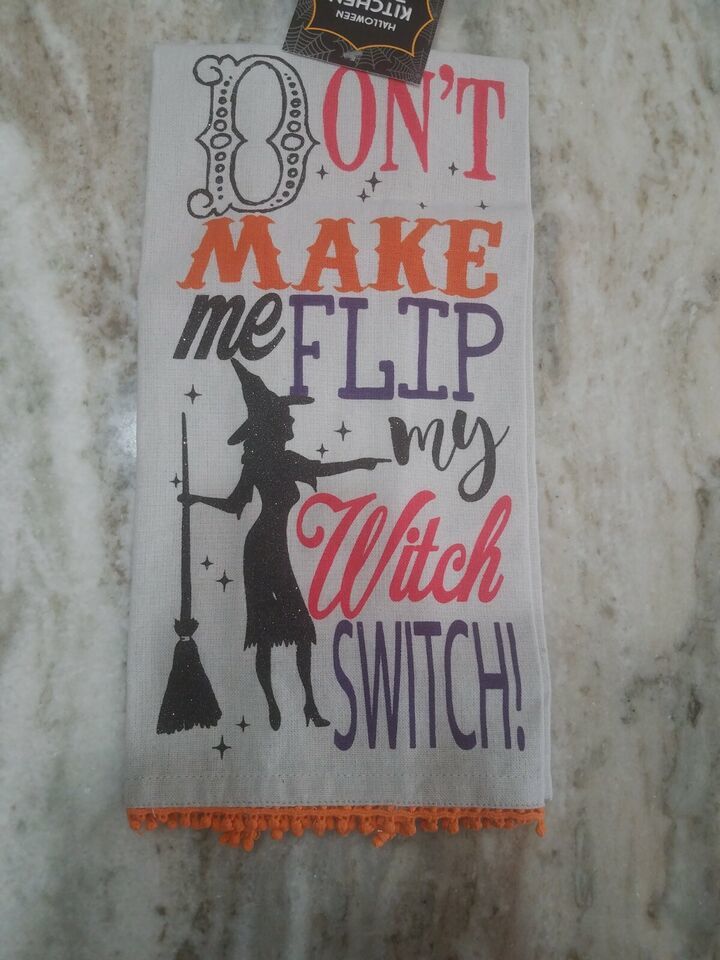 HALLOWEEN
KITCHEN
DON'T
MAKE
me FLIP
my
Witch
SWITCH!